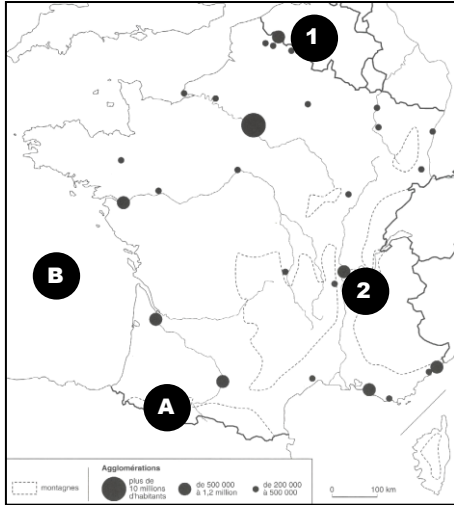 1
B
2
A
Agglomérations
montagnes
plus de
10 millions
d'habitants
de 500 000
à 1,2 million
de 200 000
à 500 000
0 100 km